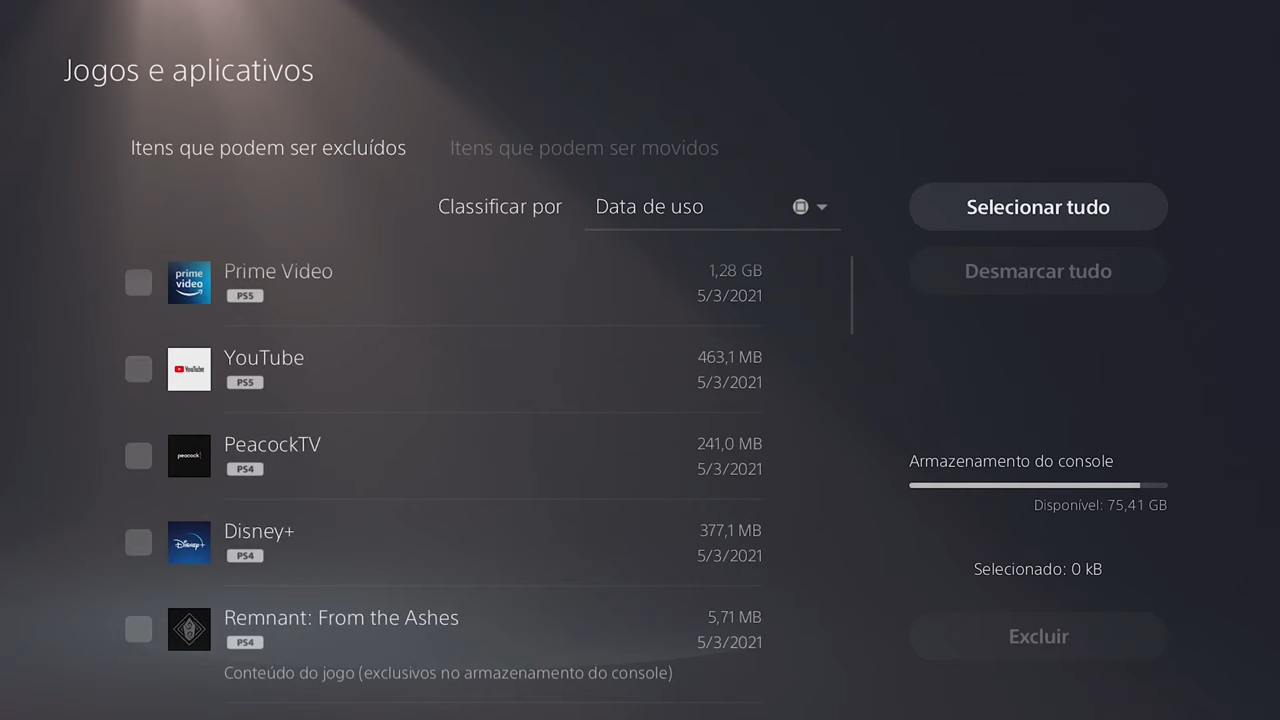 Jogos e aplicativos
Itens que podem ser excluídos
Itens que podem ser movidos
Classificar por
Data de uso
Selecionar tudo
Desmarcar tudo
prime
video
Prime Video
PS5
1,28 GB
5/3/2021
YouTube
YouTube
PS5
463,1 MB
5/3/2021
peacock
PeacockTV
PS4
241,0 MB
5/3/2021
Disney+
Disney+
PS4
377,1 MB
5/3/2021
Remnant: From the Ashes
PS4
5,71 MB
5/3/2021
Conteúdo do jogo (exclusivos no armazenamento do console)
Armazenamento do console
Disponível: 75,41 GB
Selecionado: 0 kB
Excluir